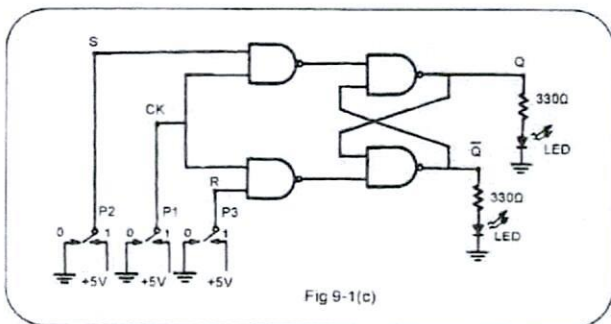 S
Q
330Ω
CK
LED
Q̅
R
330Ω
P2 P1 P3
LED
0 1 0 1 0 1
+5V +5V +5V
Fig 9-1(c)